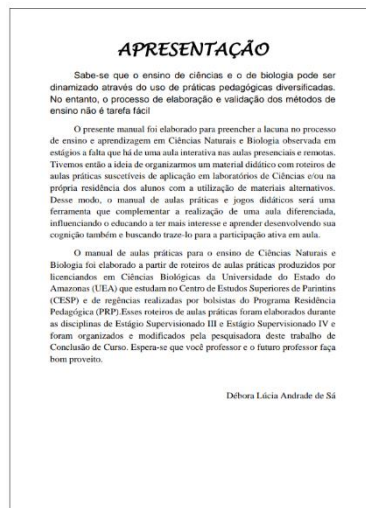 APRESENTAÇÃO
Sabe-se que o ensino de ciências e o de biologia pode ser
dinamizado através do uso de práticas pedagógicas diversificadas.
No entanto, o processo de elaboração e validação dos métodos de
ensino não é tarefa fácil
O presente manual foi elaborado para preencher a lacuna no processo
de ensino e aprendizagem em Ciências Naturais e Biologia observada em
estágios a falta que há de uma aula interativa nas aulas presenciais e remotas.
Tivemos então a ideia de organizarmos um material didático com roteiros de
aulas práticas suscetíveis de aplicação em laboratórios de Ciências e/ou na
própria residência dos alunos com a utilização de materiais alternativos.
Desse modo, o manual de aulas práticas e jogos didáticos será uma
ferramenta que complementar a realização de uma aula diferenciada,
influenciando o educando a ter mais interesse e aprender desenvolvendo sua
cognição também e buscando traze-lo para a participação ativa em aula.
O manual de aulas práticas para o ensino de Ciências Naturais e
Biologia foi elaborado a partir de roteiros de aulas práticas produzidos por
licenciandos em Ciências Biológicas da Universidade do Estado do
Amazonas (UEA) que estudam no Centro de Estudos Superiores de Parintins
(CESP) e de regências realizadas por bolsistas do Programa Residência
Pedagógica (PRP).Esses roteiros de aulas práticas foram elaborados durante
as disciplinas de Estágio Supervisionado III e Estágio Supervisionado IV e
foram organizados e modificados pela pesquisadora deste trabalho de
Conclusão de Curso. Espera-se que você professor e o futuro professor faça
bom proveito.
Débora Lúcia Andrade de Sá